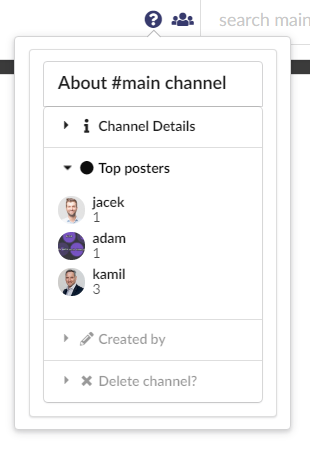 search main
About #main channel
Channel Details
Top posters
jacek
1
adam
1
kamil
3
Created by
Delete channel?